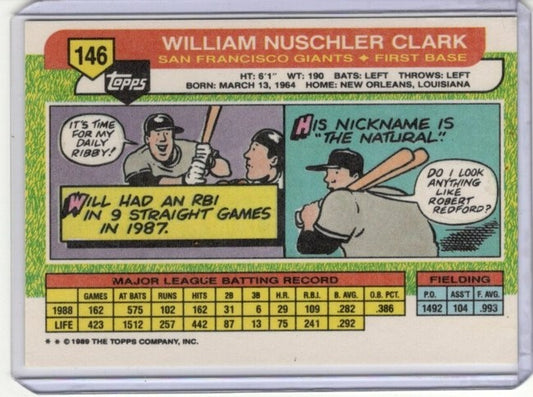 146
Topps
WILLIAM NUSCHLER CLARK
SAN FRANCISCO GIANTS ♦ FIRST BASE
HT: 6'1" WT: 190 BATS: LEFT THROWS: LEFT
BORN: MARCH 13, 1964 HOME: NEW ORLEANS, LOUISIANA
IT'S TIME
FOR MY
DAILY
RIBBY!
WILL HAD AN RBI
IN 9 STRAIGHT GAMES
IN 1987.
HIS NICKNAME IS
"THE NATURAL".
DO I LOOK
ANYTHING
LIKE
ROBERT
REDFORD?
MAJOR LEAGUE BATTING RECORD
GAMES AT BATS RUNS HITS 2B 3B H.R. R.B.I. B. AVG. O.B. PCT.
1988 162 575 102 162 31 6 29 109 .282 .386
LIFE 423 1512 257 442 87 13 75 241 .292
FIELDING
P.O. ASS'T F. AVG.
1492 104 .993
* * © 1989 THE TOPPS COMPANY, INC.